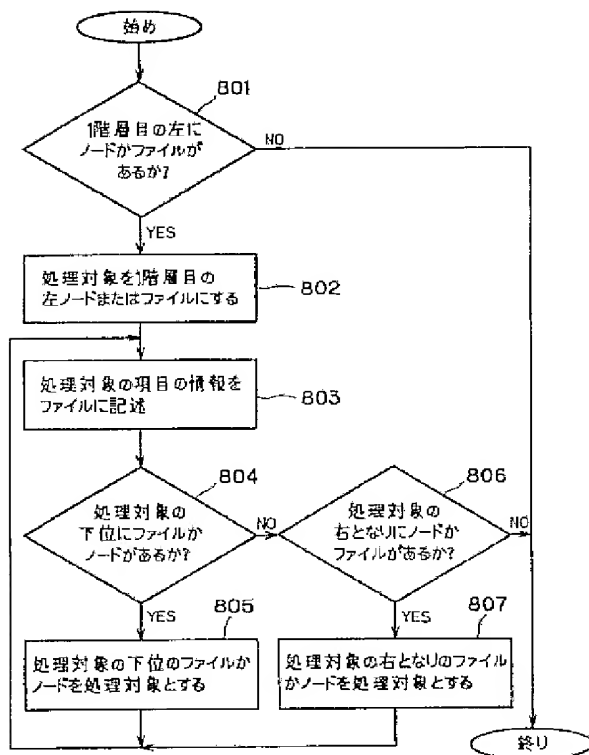 始め
801
1階層目の左に
ノードかファイルが
あるか?
NO
YES
処理対象を1階層目の
左ノードまたはファイルにする
802
処理対象の項目の情報を
ファイルに記述
803
804
処理対象の
下位にファイルか
ノードがあるか?
NO
YES
806
処理対象の
右となりにノードか
ファイルがあるか?
NO
YES
805
処理対象の下位のファイルか
ノードを処理対象とする
807
処理対象の右となりのファイル
かノードを処理対象とする
終り